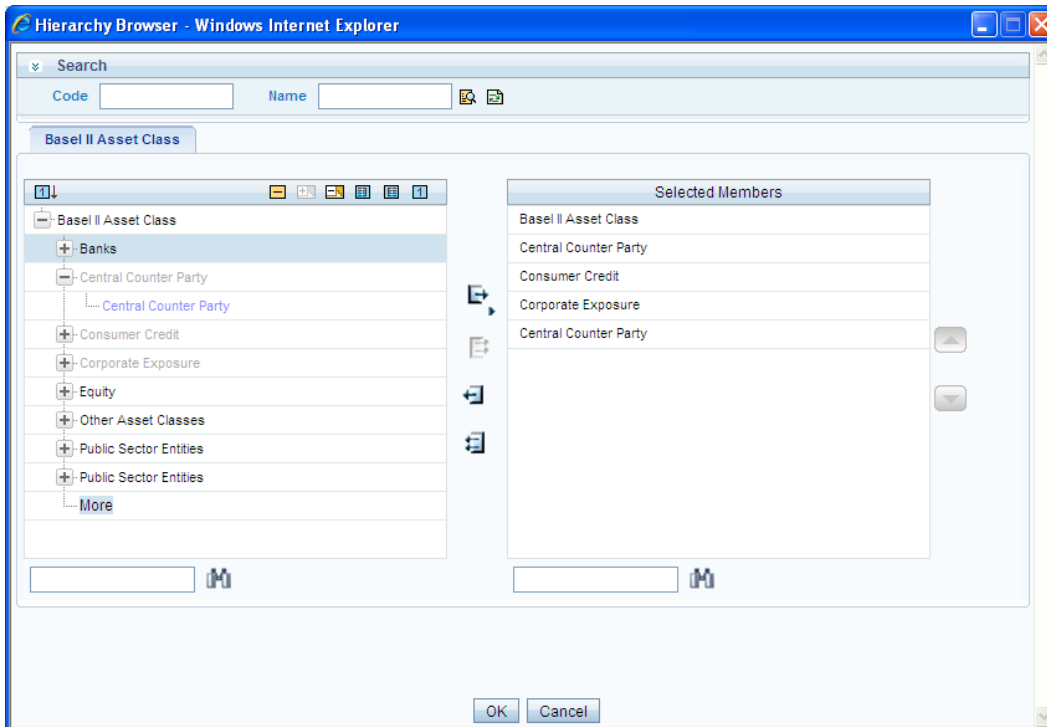 Hierarchy Browser - Windows Internet Explorer
Search
Code Name
Basel II Asset Class
1 1
Basel II Asset Class
Banks
Central Counter Party
Central Counter Party
Consumer Credit
Corporate Exposure
Equity
Other Asset Classes
Public Sector Entities
Public Sector Entities
More
Selected Members
Basel II Asset Class
Central Counter Party
Consumer Credit
Corporate Exposure
Central Counter Party
OK Cancel